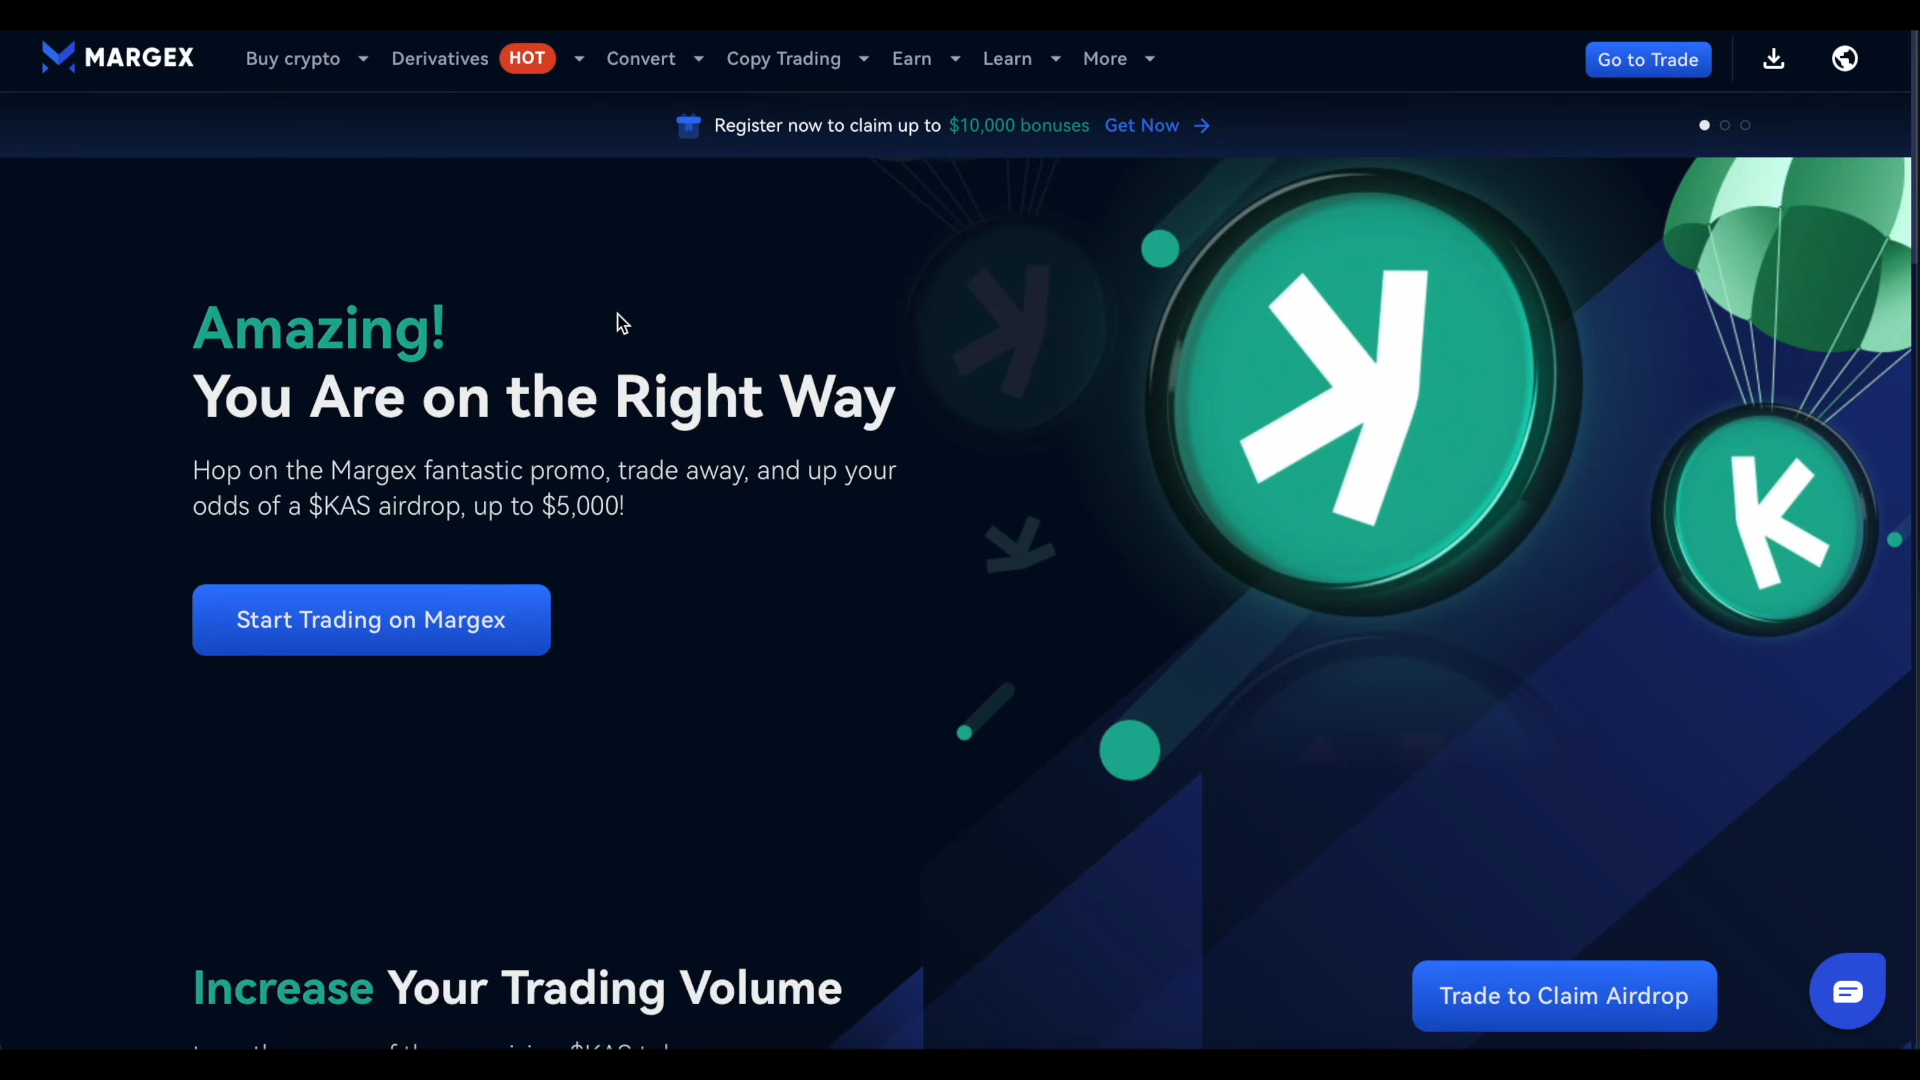 MARGEX
Buy crypto
Derivatives
HOT
Convert
Copy Trading
Earn
Learn
More
Go to Trade
Register now to claim up to $10,000 bonuses Get Now
Amazing!
You Are on the Right Way
Hop on the Margex fantastic promo, trade away, and up your
odds of a $KAS airdrop, up to $5,000!
Start Trading on Margex
Increase Your Trading Volume
Trade to Claim Airdrop